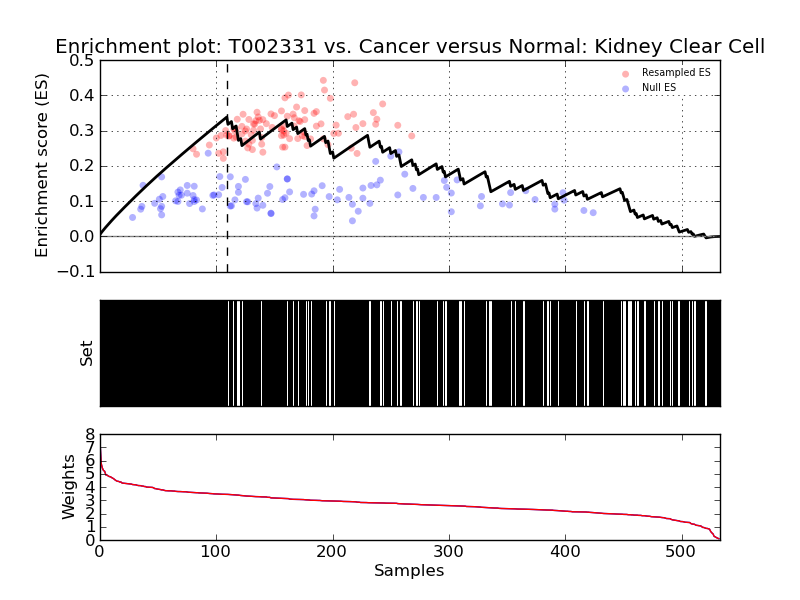 Enrichment plot: T002331 vs. Cancer versus Normal: Kidney Clear Cell
0.5
0.4
0.3
0.2
0.1
0.0
−0.1
Enrichment score (ES)
Resampled ES
Null ES
Set
8
7
6
5
4
3
2
1
0
Weights
0 100 200 300 400 500
Samples